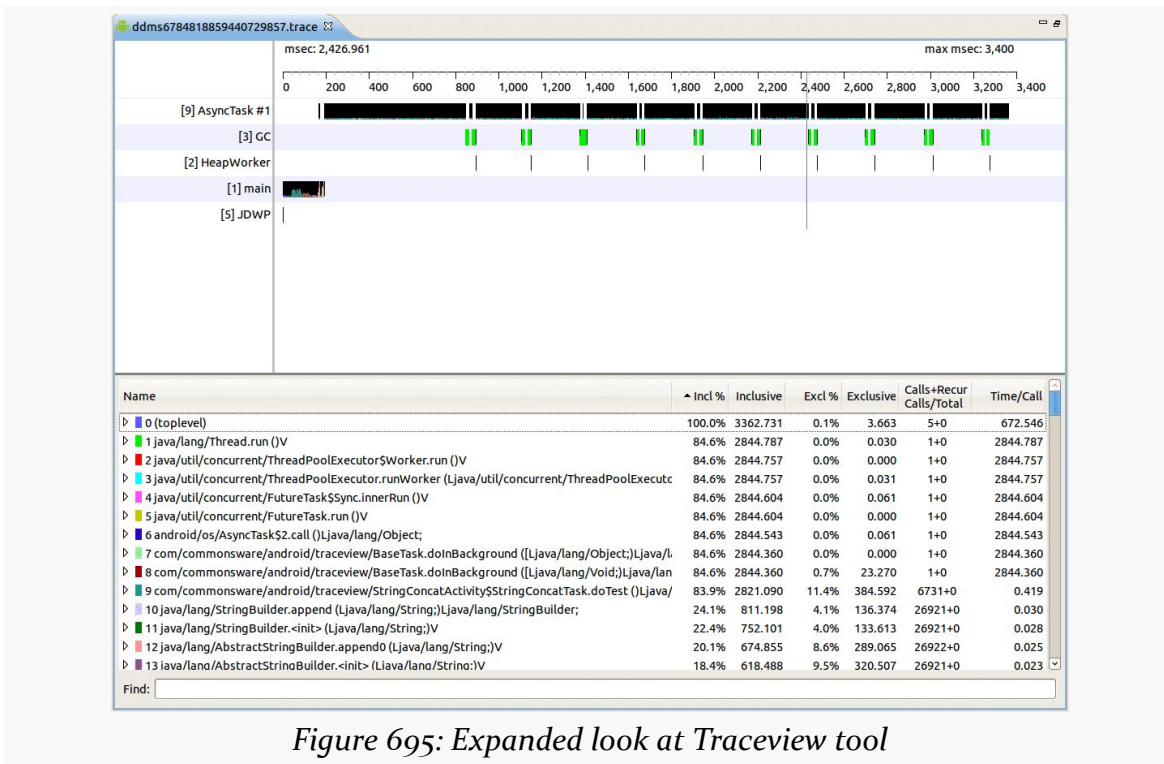 ddms6784818859440729857.trace
msec: 2,426.961 max msec: 3,400
0 200 400 600 800 1,000 1,200 1,400 1,600 1,800 2,000 2,200 2,400 2,600 2,800 3,000 3,200 3,400
[9] AsyncTask #1
[3] GC
[2] HeapWorker
[1] main
[5] JDWP
Name Incl % Inclusive Excl % Exclusive Calls+Recur Calls/Total Time/Call
0 (toplevel) 100.0% 3362.731 0.1% 3.663 5+0 672.546
1 java/lang/Thread.run ()V 84.6% 2844.787 0.0% 0.030 1+0 2844.787
2 java/util/concurrent/ThreadPoolExecutor$Worker.run ()V 84.6% 2844.757 0.0% 0.000 1+0 2844.757
3 java/util/concurrent/ThreadPoolExecutor.runWorker (Ljava/util/concurrent/ThreadPoolExecutc 84.6% 2844.757 0.0% 0.031 1+0 2844.757
4 java/util/concurrent/FutureTask$Sync.innerRun ()V 84.6% 2844.604 0.0% 0.061 1+0 2844.604
5 java/util/concurrent/FutureTask.run ()V 84.6% 2844.604 0.0% 0.000 1+0 2844.604
6 android/os/AsyncTask$2.call ()Ljava/lang/Object; 84.6% 2844.543 0.0% 0.061 1+0 2844.543
7 com/commonsware/android/traceview/BaseTask.doInBackground ([Ljava/lang/Object;)Ljava/l 84.6% 2844.360 0.0% 0.000 1+0 2844.360
8 com/commonsware/android/traceview/BaseTask.doInBackground ([Ljava/lang/Void;)Ljava/lan 84.6% 2844.360 0.7% 23.270 1+0 2844.360
9 com/commonsware/android/traceview/StringConcatActivity$StringConcatTask.doTest ()Ljava/ 83.9% 2821.090 11.4% 384.592 6731+0 0.419
10 java/lang/StringBuilder.append (Ljava/lang/String;)Ljava/lang/StringBuilder; 24.1% 811.198 4.1% 136.374 26921+0 0.030
11 java/lang/StringBuilder.<init> (Ljava/lang/String;)V 22.4% 752.101 4.0% 133.613 26921+0 0.028
12 java/lang/AbstractStringBuilder.append0 (Ljava/lang/String;)V 20.1% 674.855 8.6% 289.065 26922+0 0.025
13 java/lang/AbstractStringBuilder.<init> (Ljava/lang/String;)V 18.4% 618.488 9.5% 320.507 26921+0 0.023
Find:
Figure 695: Expanded look at Traceview tool